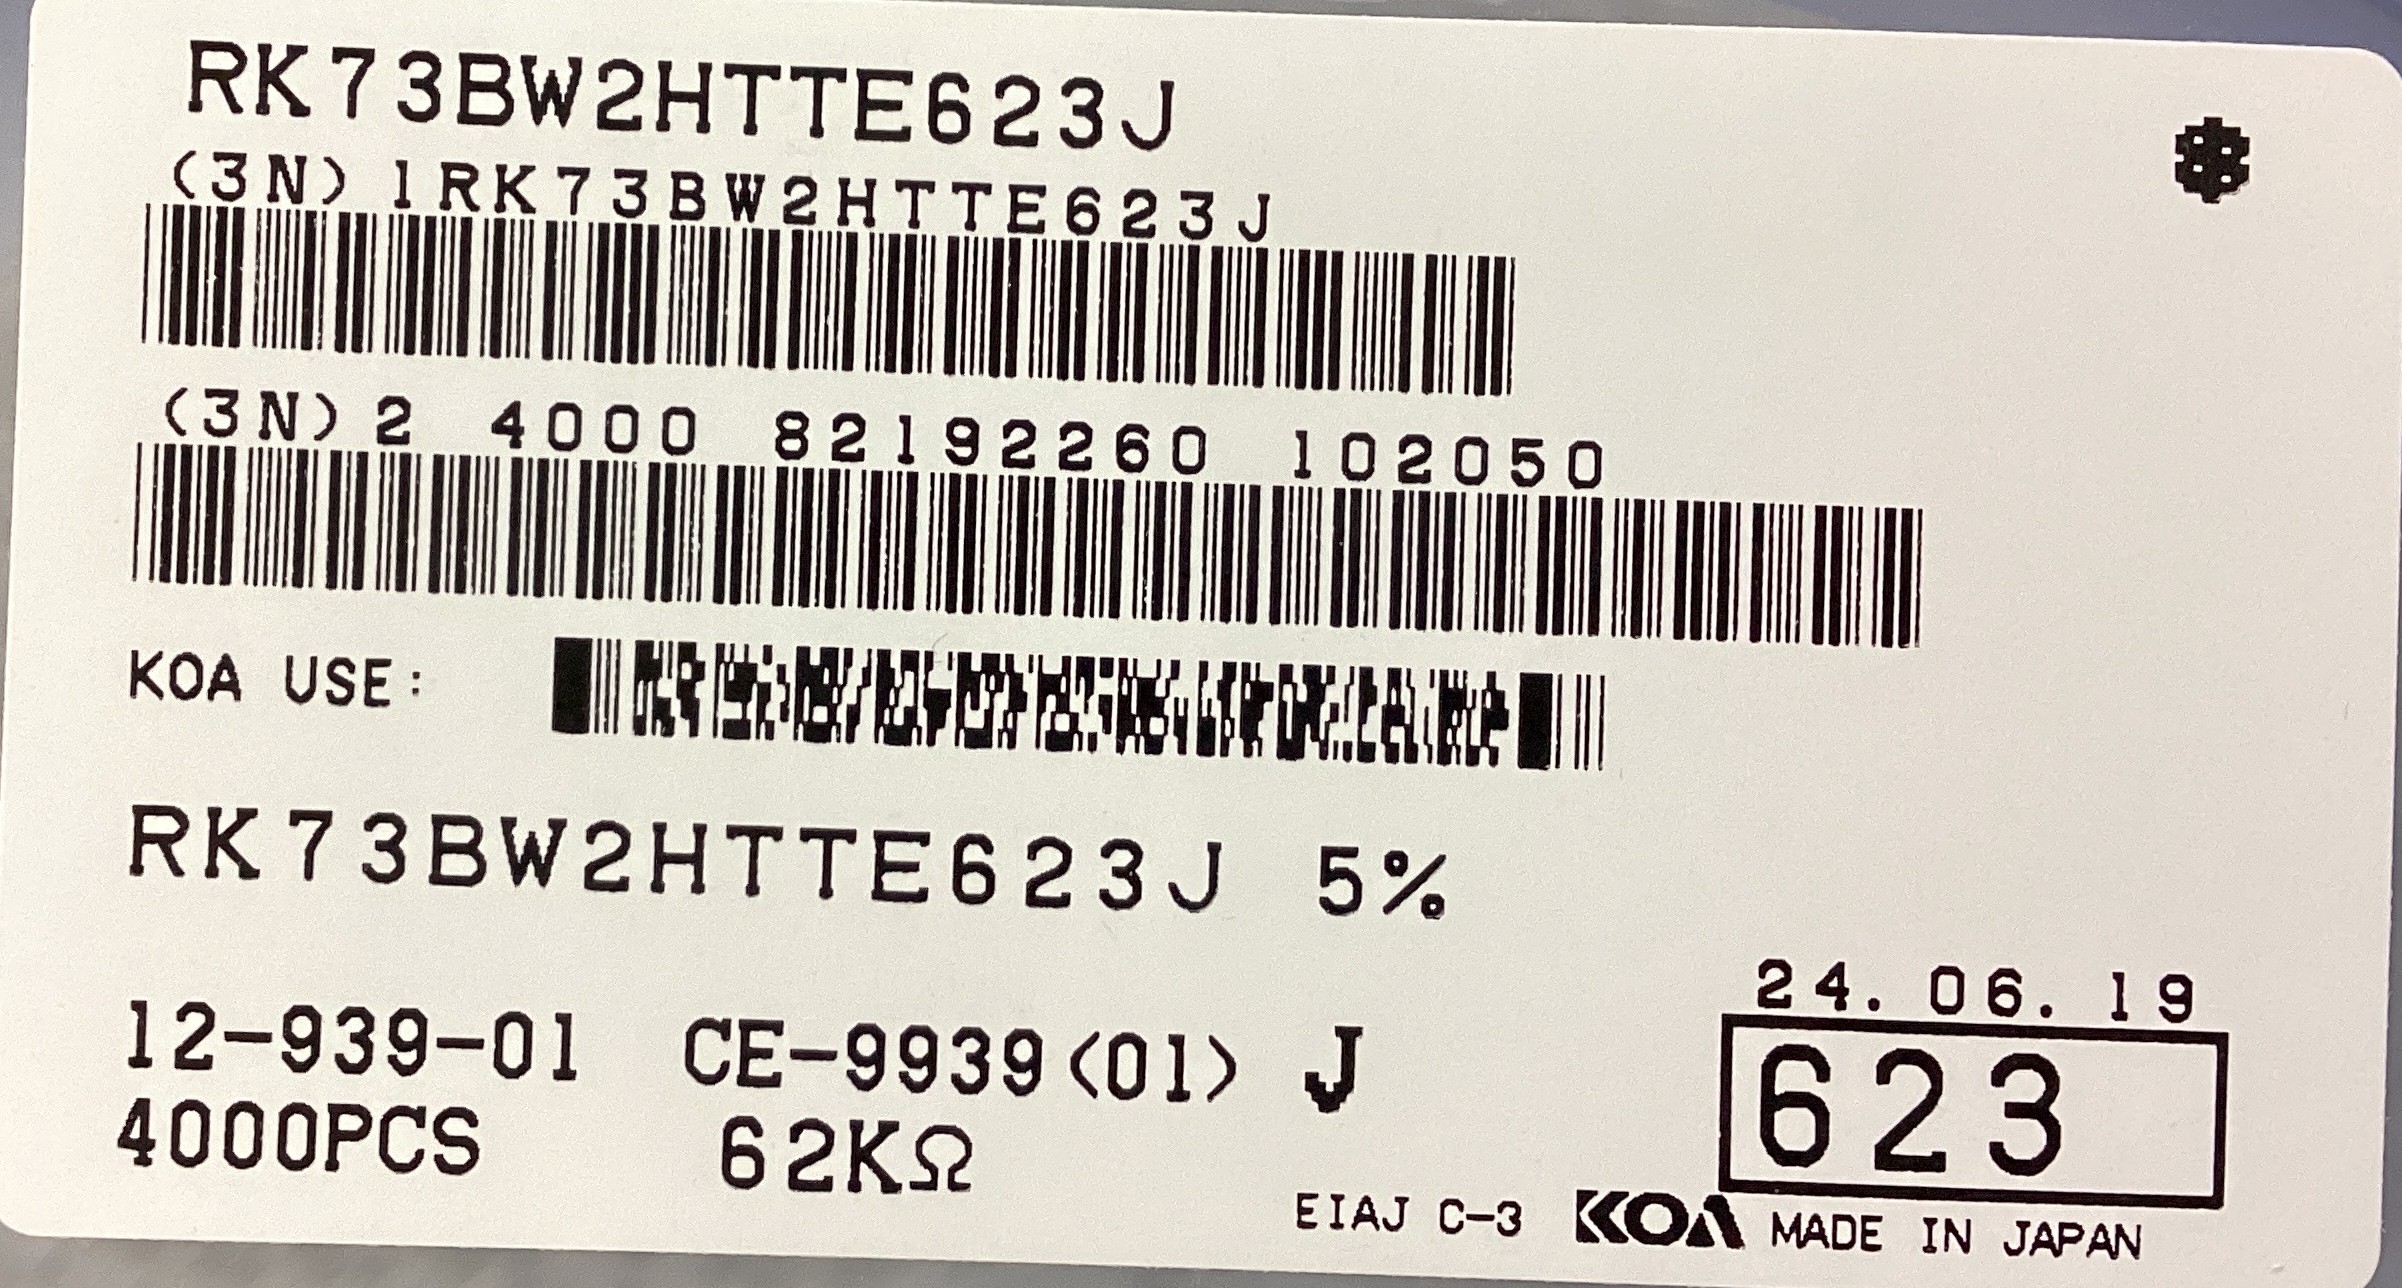 RK73BW2HTTE623J
(3N)1RK73BW2HTTE623J
(3N)2 4000 82192260 102050
KOA USE:
RK73BW2HTTE623J 5%
24.06.19
12-939-01 CE-9939(01) J
623
4000PCS 62KΩ
EIAJ C-3 KOA MADE IN JAPAN